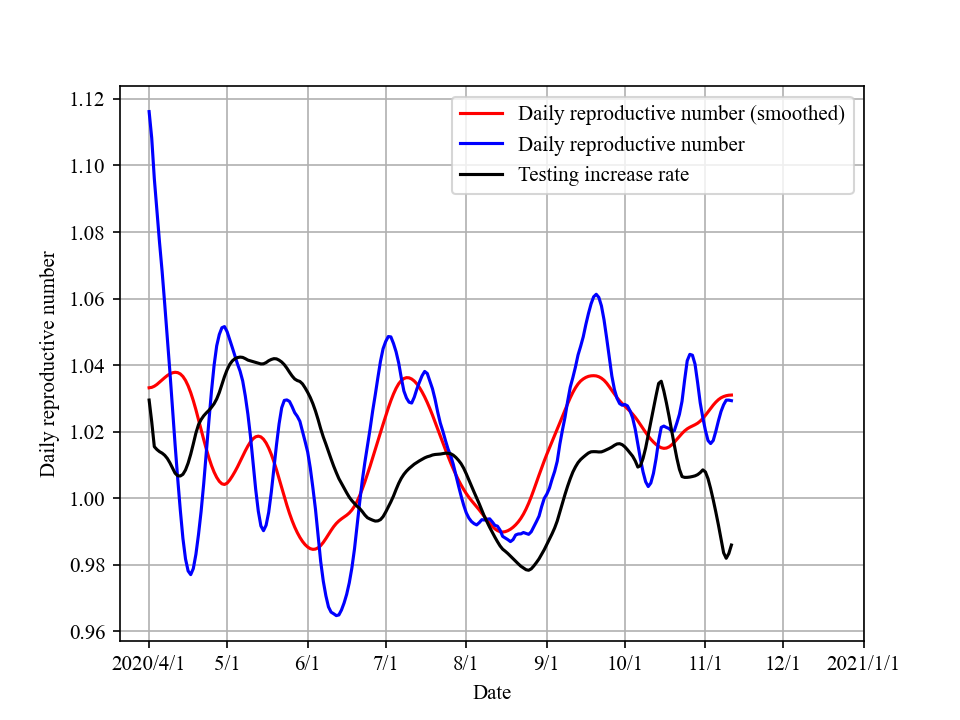 Daily reproductive number (smoothed)
Daily reproductive number
Testing increase rate
1.12
1.10
1.08
1.06
1.04
1.02
1.00
0.98
0.96
Daily reproductive number
2020/4/1 5/1 6/1 7/1 8/1 9/1 10/1 11/1 12/1 2021/1/1
Date